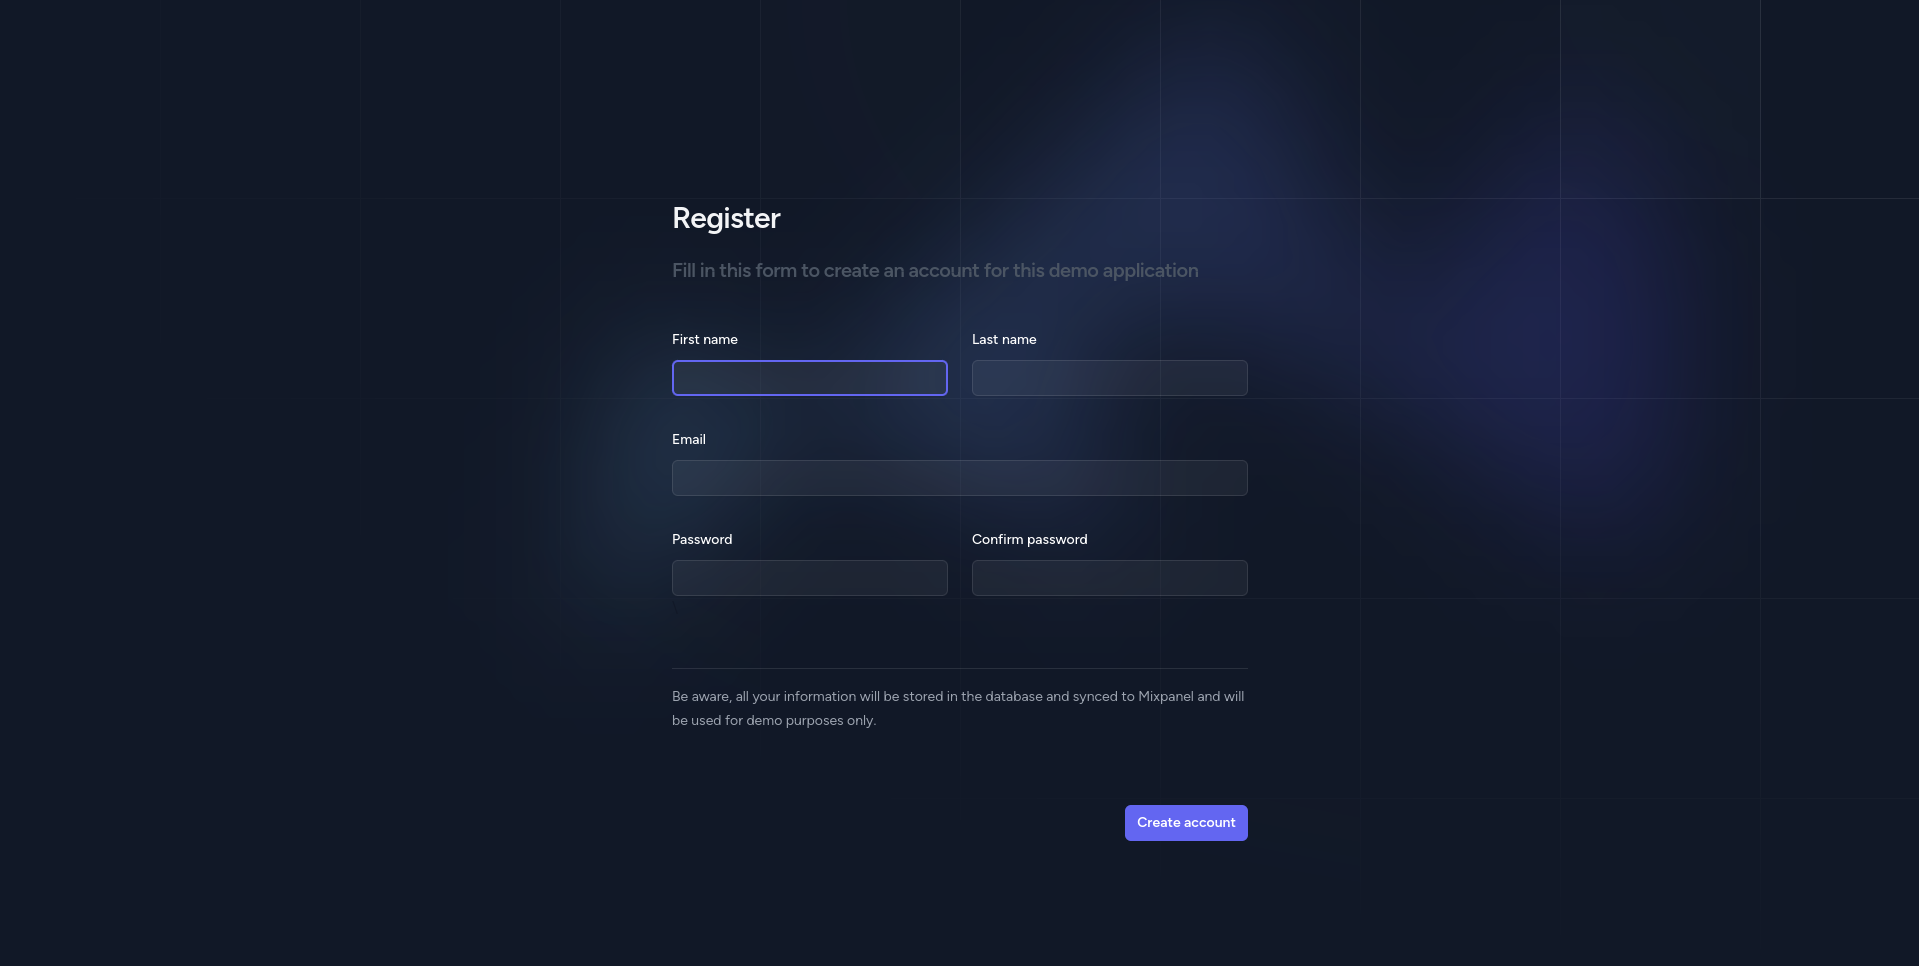 Register
Fill in this form to create an account for this demo application
First name
Last name
Email
Password
Confirm password
Be aware, all your information will be stored in the database and synced to Mixpanel and will
be used for demo purposes only.
Create account